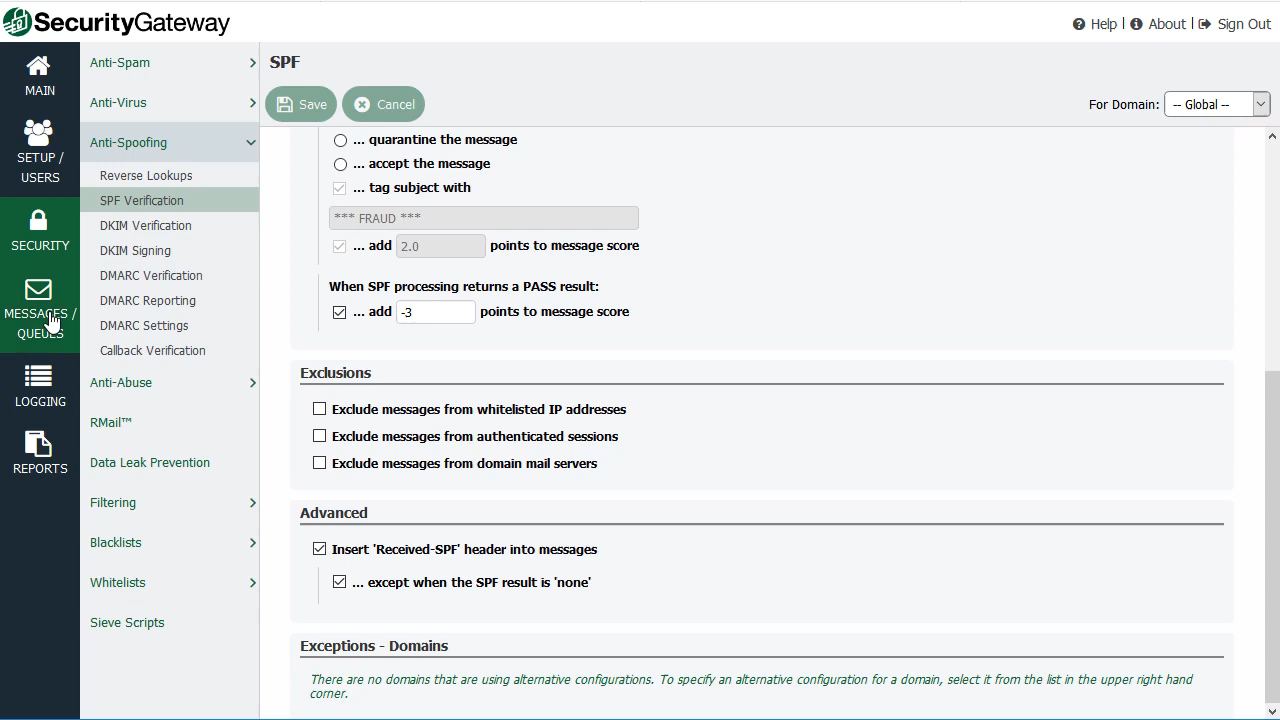 SecurityGateway
Help | About | Sign Out
MAIN
SETUP /
USERS
SECURITY
MESSAGES /
QUEUES
LOGGING
REPORTS
Anti-Spam
Anti-Virus
Anti-Spoofing
Reverse Lookups
SPF Verification
DKIM Verification
DKIM Signing
DMARC Verification
DMARC Reporting
DMARC Settings
Callback Verification
Anti-Abuse
RMail™
Data Leak Prevention
Filtering
Blacklists
Whitelists
Sieve Scripts
SPF
Save Cancel
For Domain: -- Global --
... quarantine the message
... accept the message
... tag subject with
*** FRAUD ***
... add 2.0 points to message score
When SPF processing returns a PASS result:
... add -3 points to message score
Exclusions
Exclude messages from whitelisted IP addresses
Exclude messages from authenticated sessions
Exclude messages from domain mail servers
Advanced
Insert 'Received-SPF' header into messages
... except when the SPF result is 'none'
Exceptions - Domains
There are no domains that are using alternative configurations. To specify an alternative configuration for a domain, select it from the list in the upper right hand
corner.